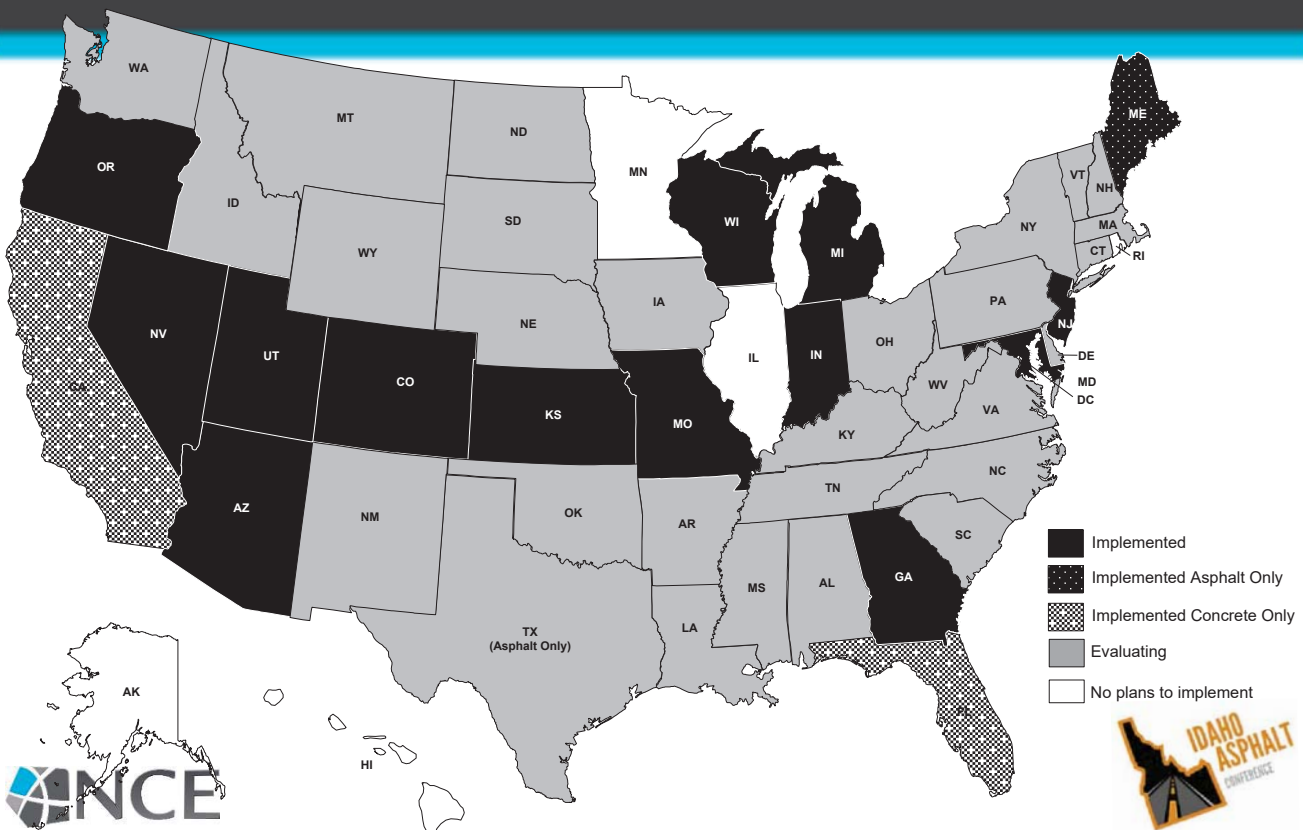 WA
MT
ND
MN
OR
ID
SD
WI
MI
VT
NH
ME
NY
MA
CT
RI
WY
IA
PA
NE
NJ
NV
UT
CO
KS
MO
IL
IN
OH
WV
DE
MD
DC
VA
KY
CA
AZ
NM
OK
AR
TN
NC
SC
MS
AL
GA
LA
TX
(Asphalt Only)
FL
AK
HI
Implemented
Implemented Asphalt Only
Implemented Concrete Only
Evaluating
No plans to implement
NCE
IDAHO
ASPHALT
CONFERENCE